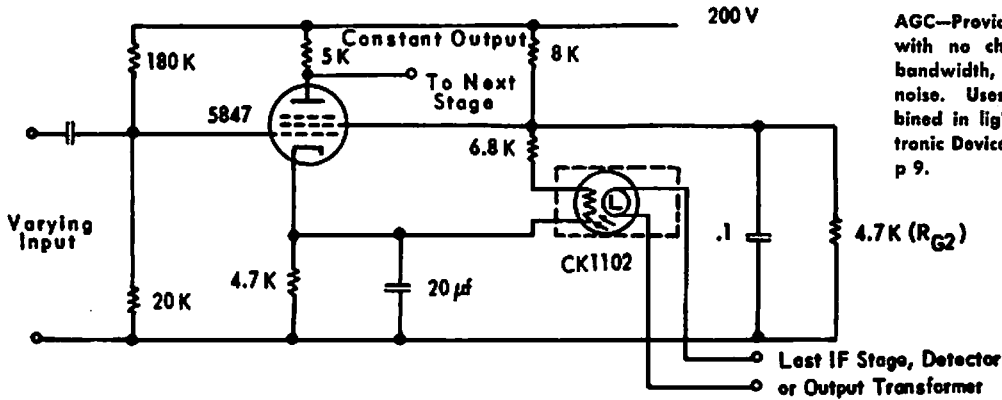 200 V
Constant Output
180 K
5 K
8 K
To Next
Stage
5847
6.8 K
Varying
Input
4.7 K
20 K
20 µf
CK1102
L
.1
4.7 K (RG2)
Last IF Stage, Detector
or Output Transformer
AGC—Provid
with no ch
bandwidth,
noise. Uses
bined in lig
tronic Device
p 9.